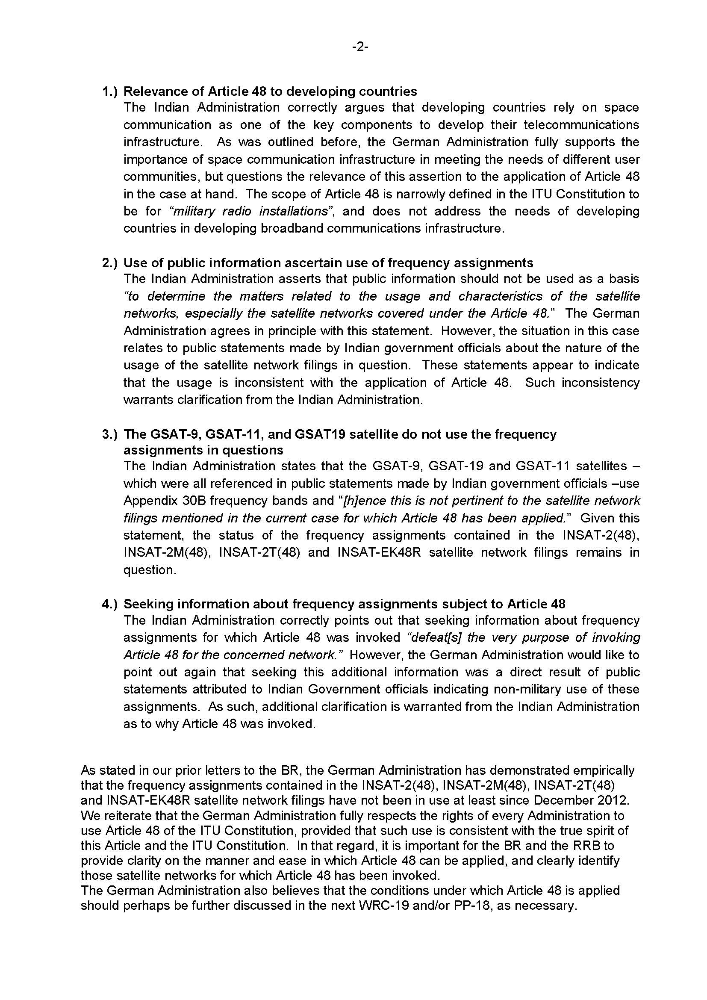 -2-
1.) Relevance of Article 48 to developing countries
The Indian Administration correctly argues that developing countries rely on space
communication as one of the key components to develop their telecommunications
infrastructure. As was outlined before, the German Administration fully supports the
importance of space communication infrastructure in meeting the needs of different user
communities, but questions the relevance of this assertion to the application of Article 48
in the case at hand. The scope of Article 48 is narrowly defined in the ITU Constitution to
be for “military radio installations”, and does not address the needs of developing
countries in developing broadband communications infrastructure.
2.) Use of public information ascertain use of frequency assignments
The Indian Administration asserts that public information should not be used as a basis
“to determine the matters related to the usage and characteristics of the satellite
networks, especially the satellite networks covered under the Article 48.” The German
Administration agrees in principle with this statement. However, the situation in this case
relates to public statements made by Indian government officials about the nature of the
usage of the satellite network filings in question. These statements appear to indicate
that the usage is inconsistent with the application of Article 48. Such inconsistency
warrants clarification from the Indian Administration.
3.) The GSAT-9, GSAT-11, and GSAT19 satellite do not use the frequency
assignments in questions
The Indian Administration states that the GSAT-9, GSAT-19 and GSAT-11 satellites –
which were all referenced in public statements made by Indian government officials –use
Appendix 30B frequency bands and “[h]ence this is not pertinent to the satellite network
filings mentioned in the current case for which Article 48 has been applied.” Given this
statement, the status of the frequency assignments contained in the INSAT-2(48),
INSAT-2M(48), INSAT-2T(48) and INSAT-EK48R satellite network filings remains in
question.
4.) Seeking information about frequency assignments subject to Article 48
The Indian Administration correctly points out that seeking information about frequency
assignments for which Article 48 was invoked “defeat[s] the very purpose of invoking
Article 48 for the concerned network.” However, the German Administration would like to
point out again that seeking this additional information was a direct result of public
statements attributed to Indian Government officials indicating non-military use of these
assignments. As such, additional clarification is warranted from the Indian Administration
as to why Article 48 was invoked.
As stated in our prior letters to the BR, the German Administration has demonstrated empirically
that the frequency assignments contained in the INSAT-2(48), INSAT-2M(48), INSAT-2T(48)
and INSAT-EK48R satellite network filings have not been in use at least since December 2012.
We reiterate that the German Administration fully respects the rights of every Administration to
use Article 48 of the ITU Constitution, provided that such use is consistent with the true spirit of
this Article and the ITU Constitution. In that regard, it is important for the BR and the RRB to
provide clarity on the manner and ease in which Article 48 can be applied, and clearly identify
those satellite networks for which Article 48 has been invoked.
The German Administration also believes that the conditions under which Article 48 is applied
should perhaps be further discussed in the next WRC-19 and/or PP-18, as necessary.